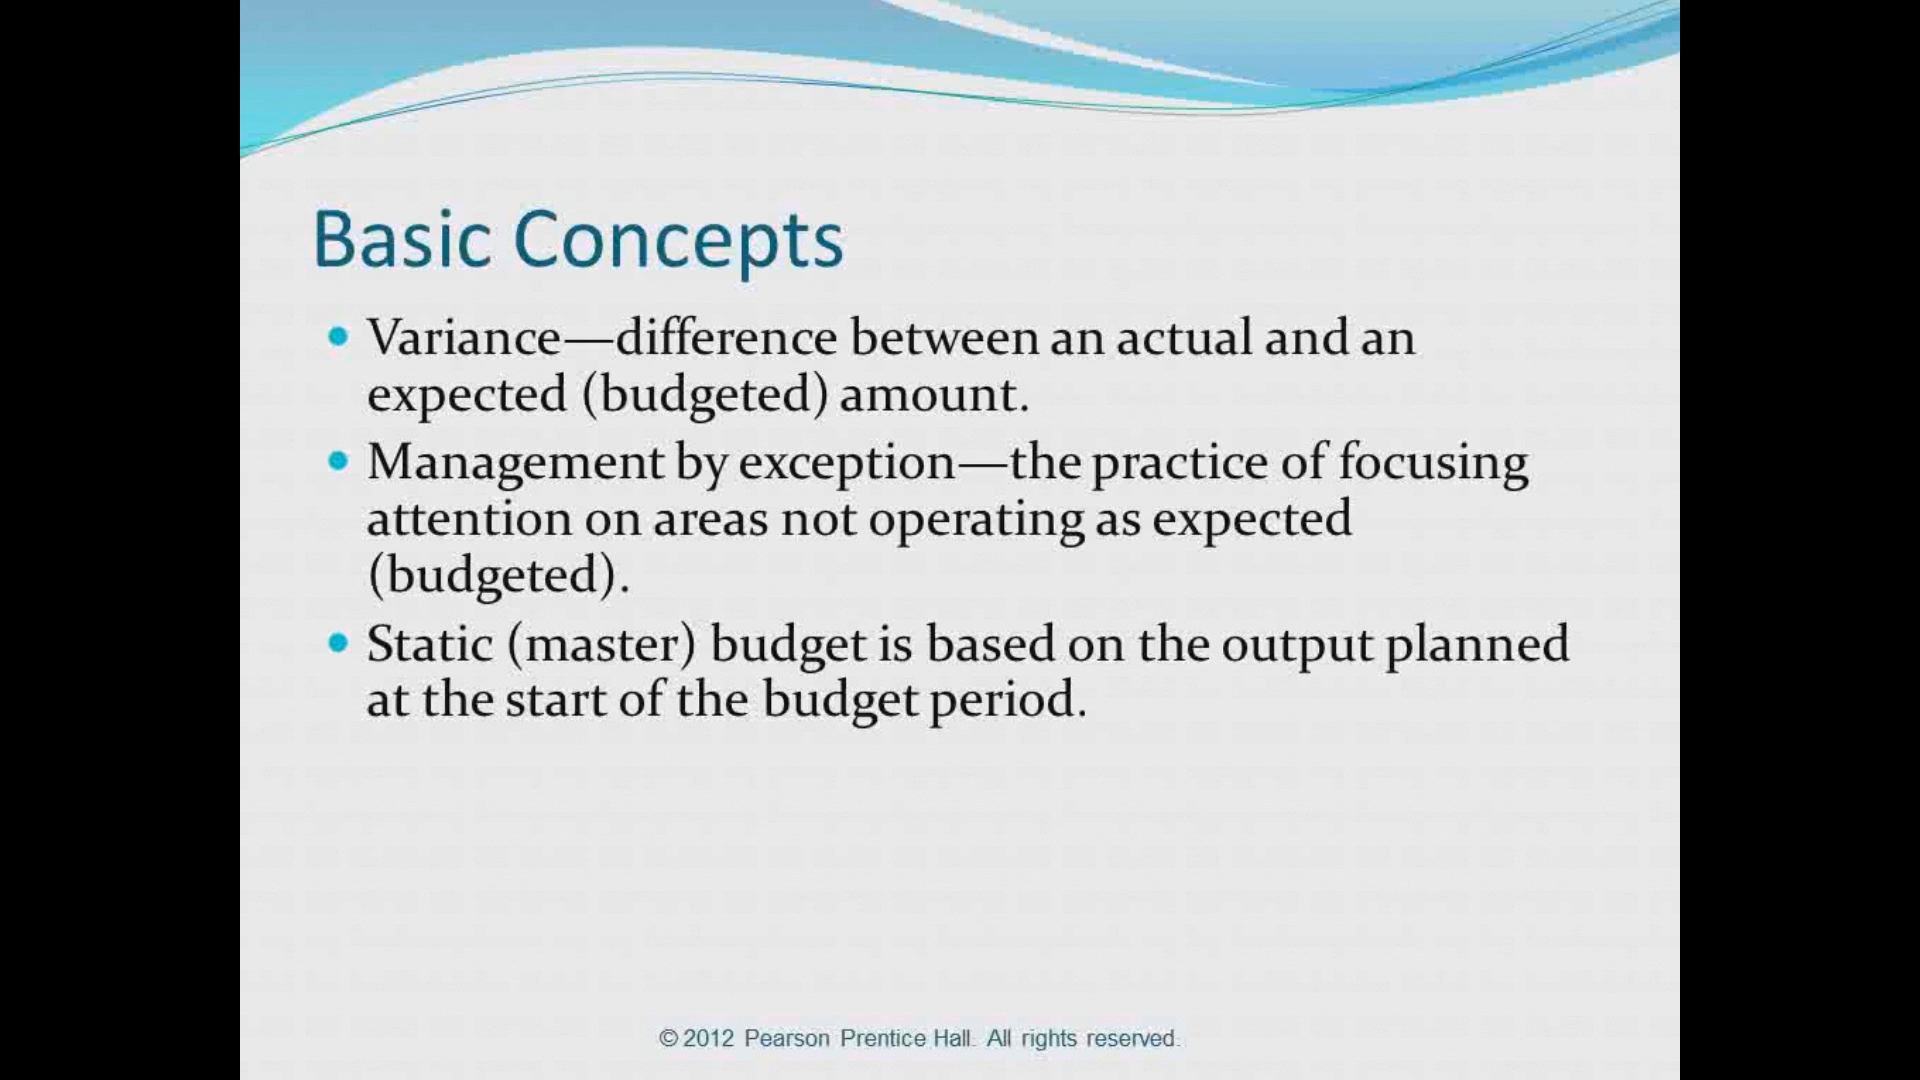 Basic Concepts
Variance—difference between an actual and an
expected (budgeted) amount.
Management by exception—the practice of focusing
attention on areas not operating as expected
(budgeted).
Static (master) budget is based on the output planned
at the start of the budget period.
© 2012 Pearson Prentice Hall. All rights reserved.